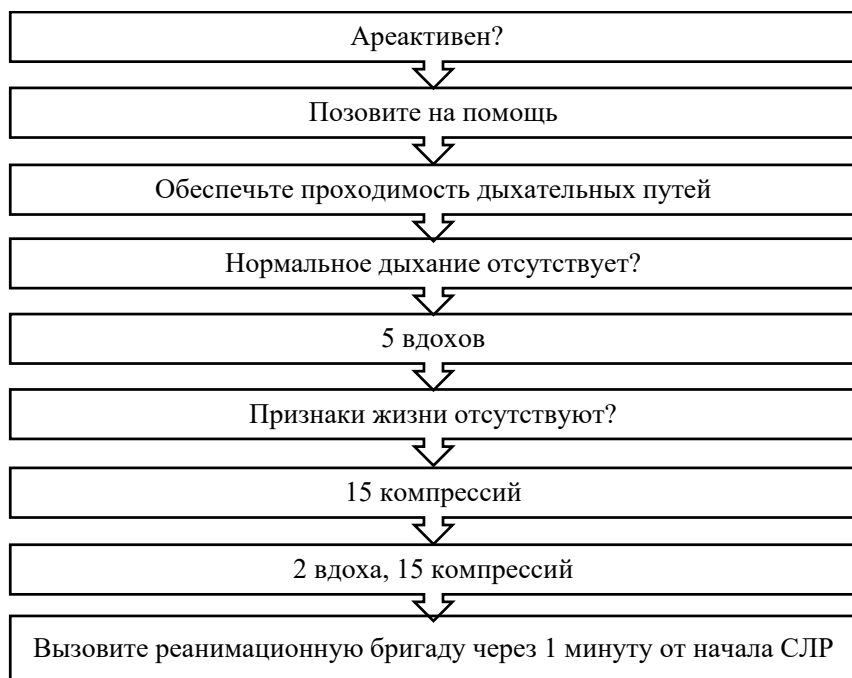 Ареактивен?
Позовите на помощь
Обеспечьте проходимость дыхательных путей
Нормальное дыхание отсутствует?
5 вдохов
Признаки жизни отсутствуют?
15 компрессий
2 вдоха, 15 компрессий
Вызовите реанимационную бригаду через 1 минуту от начала СЛР